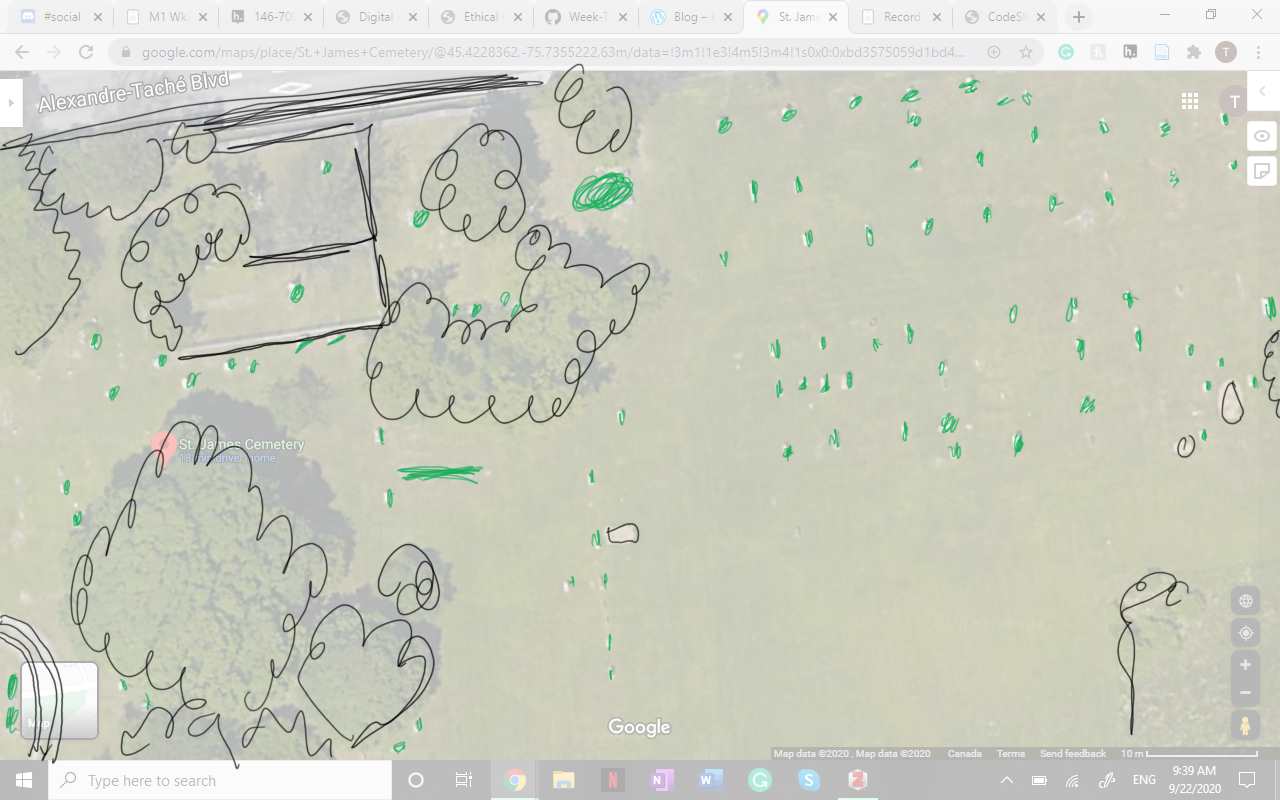 #social
M1 Wk
146-70
Digital
Ethical
Week-T
Blog –
St. Jame
Record
CodeS
google.com/maps/place/St.+James+Cemetery/@45.4228362,-75.7355222,63m/data=!3m1!1e3!4m5!3m4!1s0x0:0xbd3575059d1bd4...
T
Alexandre-Taché Blvd
T
St. James Cemetery
Map
Google
Map data ©2020 , Map data ©2020 Canada Terms Send feedback 10 m
Type here to search
ENG
9:39 AM
9/22/2020